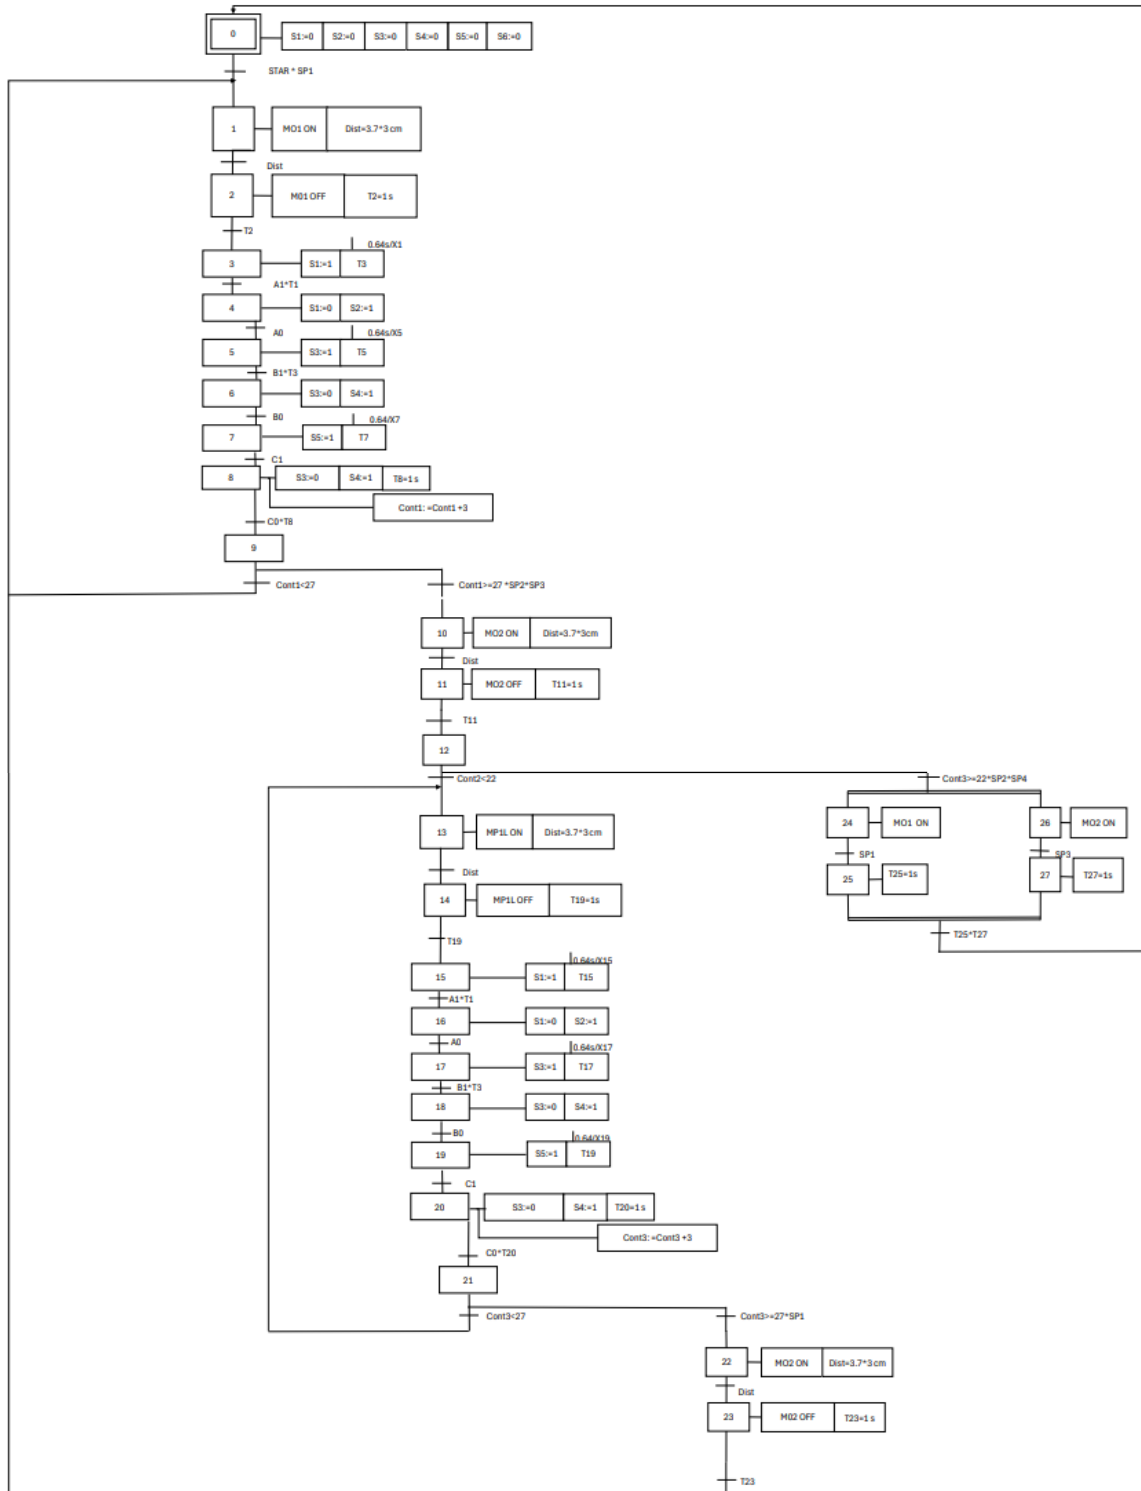 0 S1:=0 S2:=0 S3:=0 S4:=0 S5:=0 S6:=0
STAR * SP1
1 MO1 ON Dist=3.7*3 cm
Dist
2 M01 OFF T2=1 s
T2
0.64s/X1
3 S1:=1 T3
A1*T1
4 S1:=0 S2:=1
A0
0.64s/X5
5 S3:=1 T5
B1*T3
6 S3:=0 S4:=1
B0
0.64/X7
7 S5:=1 T7
C1
8 S3:=0 S4:=1 T8=1 s
Cont1: =Cont1 +3
C0*T8
9
Cont1<27
Cont1>=27 *SP2*SP3
10 MO2 ON Dist=3.7*3cm
Dist
11 MO2 OFF T11=1 s
T11
12
Cont2<22
Cont3>=22*SP2*SP4
13 MP1L ON Dist=3.7*3cm
Dist
14 MP1L OFF T19=1s
T19
24 MO1 ON
26 MO2 ON
SP1
SP3
25 T25=1s
27 T27=1s
T25*T27
0.64s/X15
15 S1:=1 T15
A1*T1
16 S1:=0 S2:=1
A0
0.64s/X17
17 S3:=1 T17
B1*T3
18 S3:=0 S4:=1
B0
0.64/X19
19 S5:=1 T19
C1
20 S3:=0 S4:=1 T20=1 s
Cont3: =Cont3 +3
C0*T20
21
Cont3<27
Cont3>=27*SP1
22 MO2 ON Dist=3.7*3 cm
Dist
23 M02 OFF T23=1 s
T23